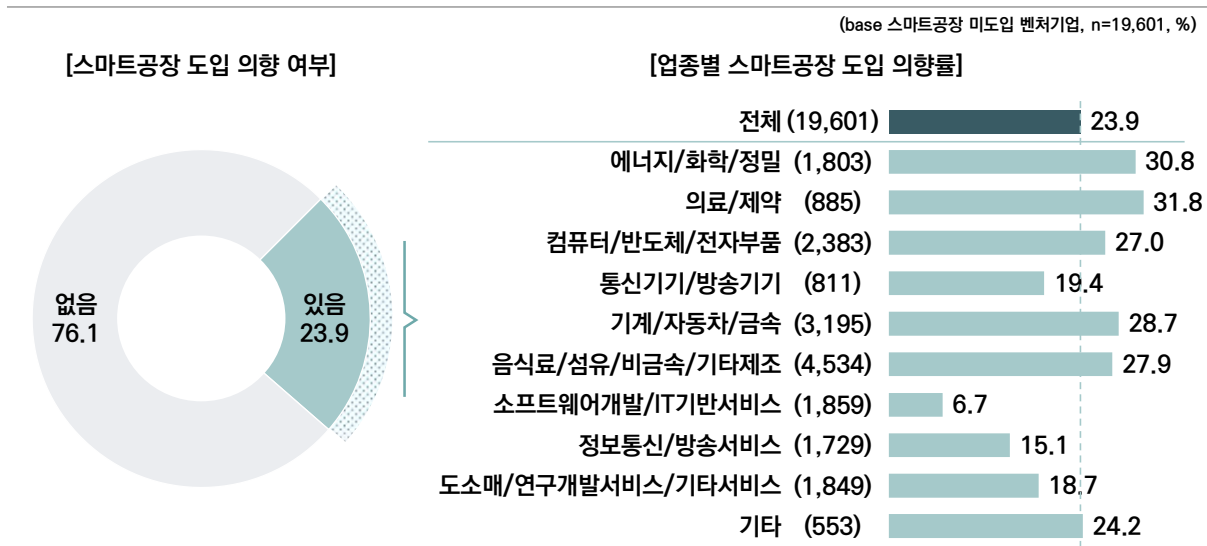 (base 스마트공장 미도입 벤처기업, n=19,601, %)
[스마트공장 도입 의향 여부]
없음
76.1
있음
23.9
[업종별 스마트공장 도입 의향률]
전체 (19,601) 23.9
에너지/화학/정밀 (1,803) 30.8
의료/제약 (885) 31.8
컴퓨터/반도체/전자부품 (2,383) 27.0
통신기기/방송기기 (811) 19.4
기계/자동차/금속 (3,195) 28.7
음식료/섬유/비금속/기타제조 (4,534) 27.9
소프트웨어개발/IT기반서비스 (1,859) 6.7
정보통신/방송서비스 (1,729) 15.1
도소매/연구개발서비스/기타서비스 (1,849) 18.7
기타 (553) 24.2